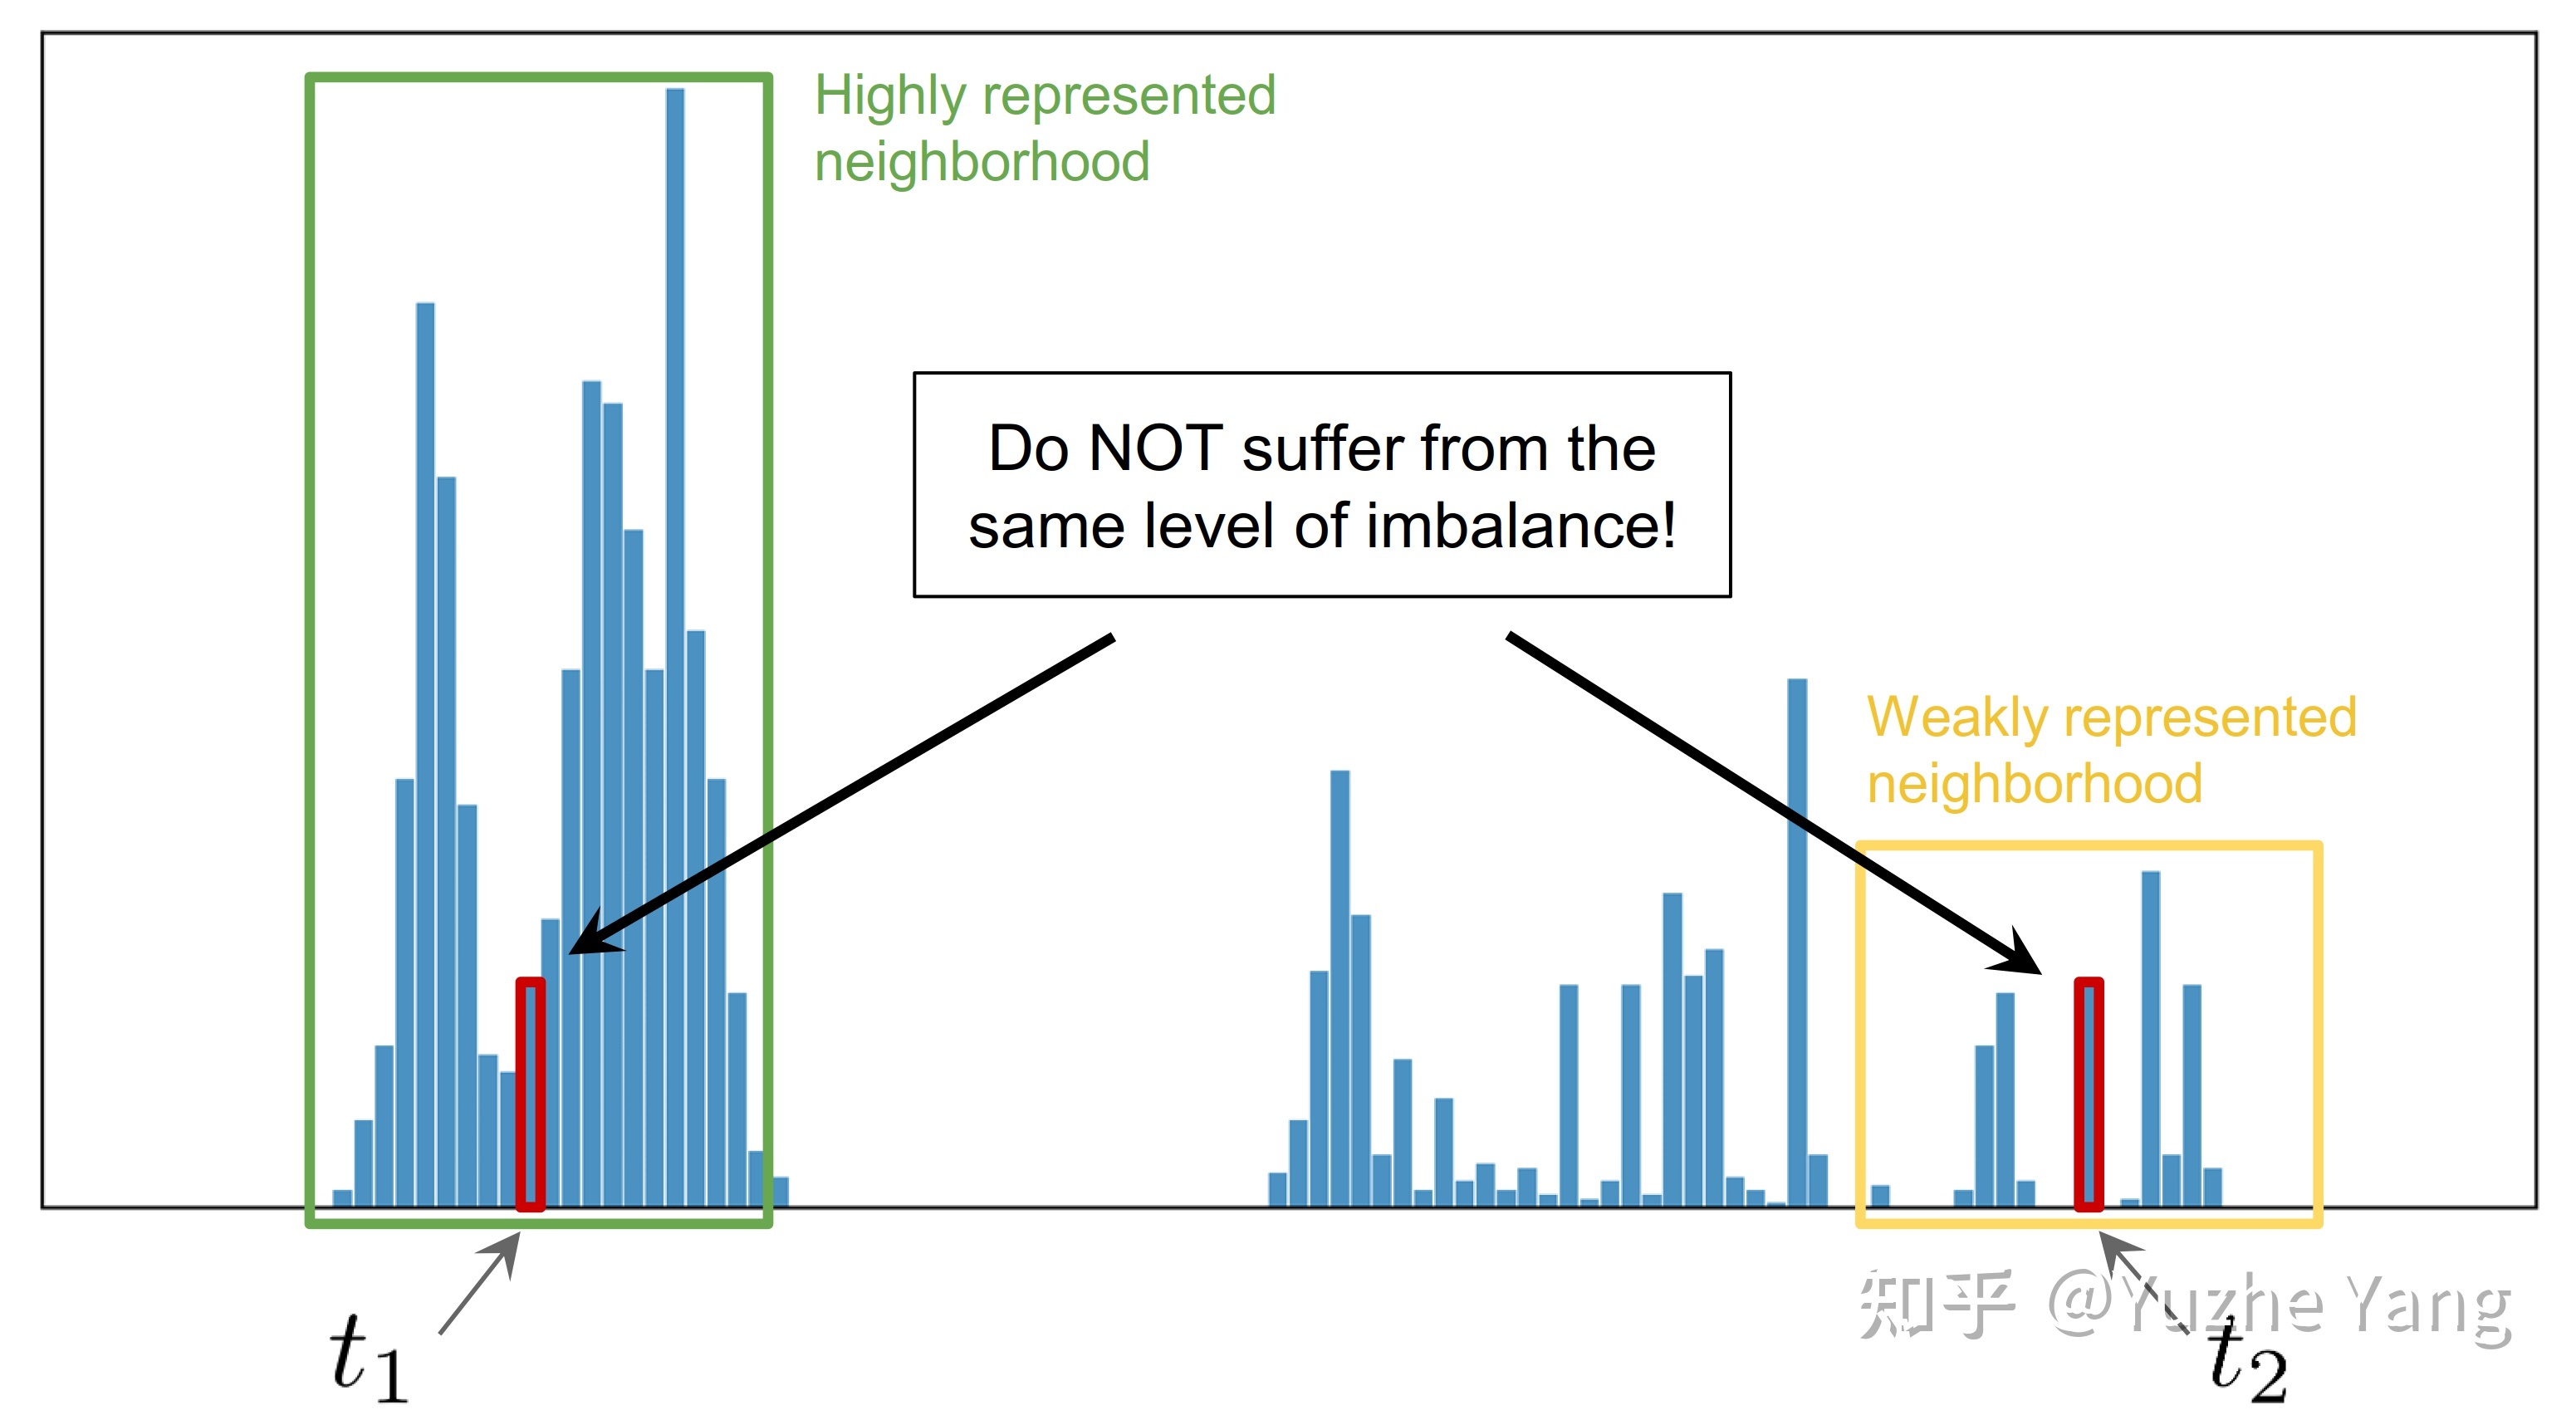 Highly represented
neighborhood
Do NOT suffer from the
same level of imbalance!
Weakly represented
neighborhood
t₁
t₂
知乎 @Yuzhe Yang